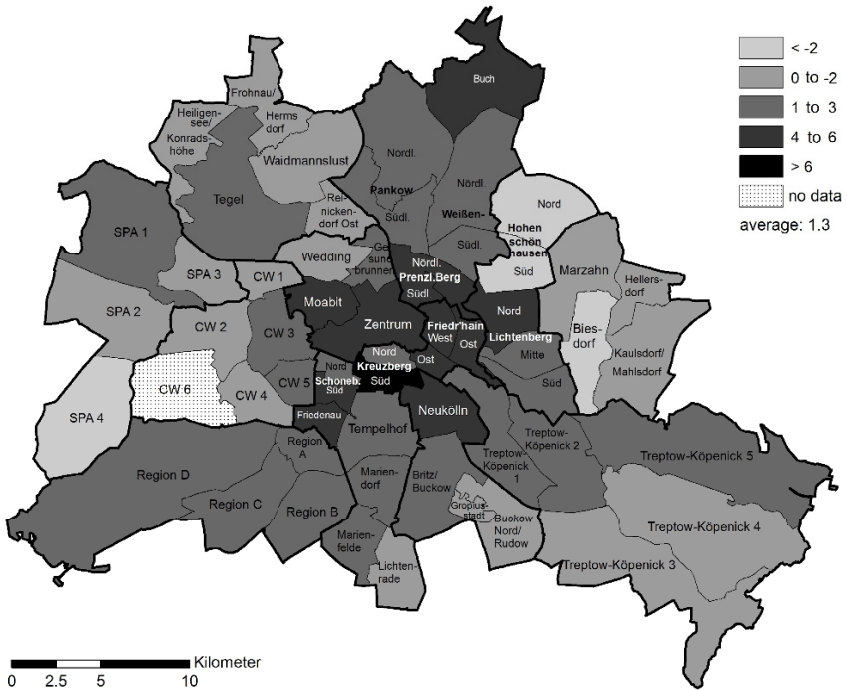 < -2
0 to -2
1 to 3
4 to 6
> 6
no data
average: 1.3
Buch
Frohnau/
Herms
dorf
Heiligen-
see/
Konrads-
höhe
Waidmannslust
Tegel
Rei-
nicken-
dorf Ost
Nordl.
Pankow
Südl.
Nördl.
Weißen-
Südl.
Nord
Hohen
schön
hausen
Süd
SPA 1
SPA 3
SPA 2
SPA 4
CW 1
CW 2
CW 3
CW 4
CW 5
CW 6
Wedding
Ge
sund
brunnen
Nördl.
Prenzl.Berg
Südl
Moabit
Zentrum
Friedr'hain
West
Ost
Nord
Lichtenberg
Mitte
Süd
Marzahn
Hellers-
dorf
Bies-
dorf
Kaulsdorf/
Mahlsdorf
Nord
Kreuzberg
Süd
Ost
Nord
Schoneb.
Süd
Friedenau
Neukölln
Tempelhof
Region
A
Region D
Region C
Region B
Marien-
dorf
Marien-
felde
Lichten-
rade
Britz/
Buckow
Gropius-
stadt
Buckow
Nord/
Rudow
Treptow-
Köpenick
1
Treptow-
Köpenick 2
Treptow-Köpenick 5
Treptow-Köpenick 4
Treptow-Köpenick 3
Kilometer
0 2.5 5 10